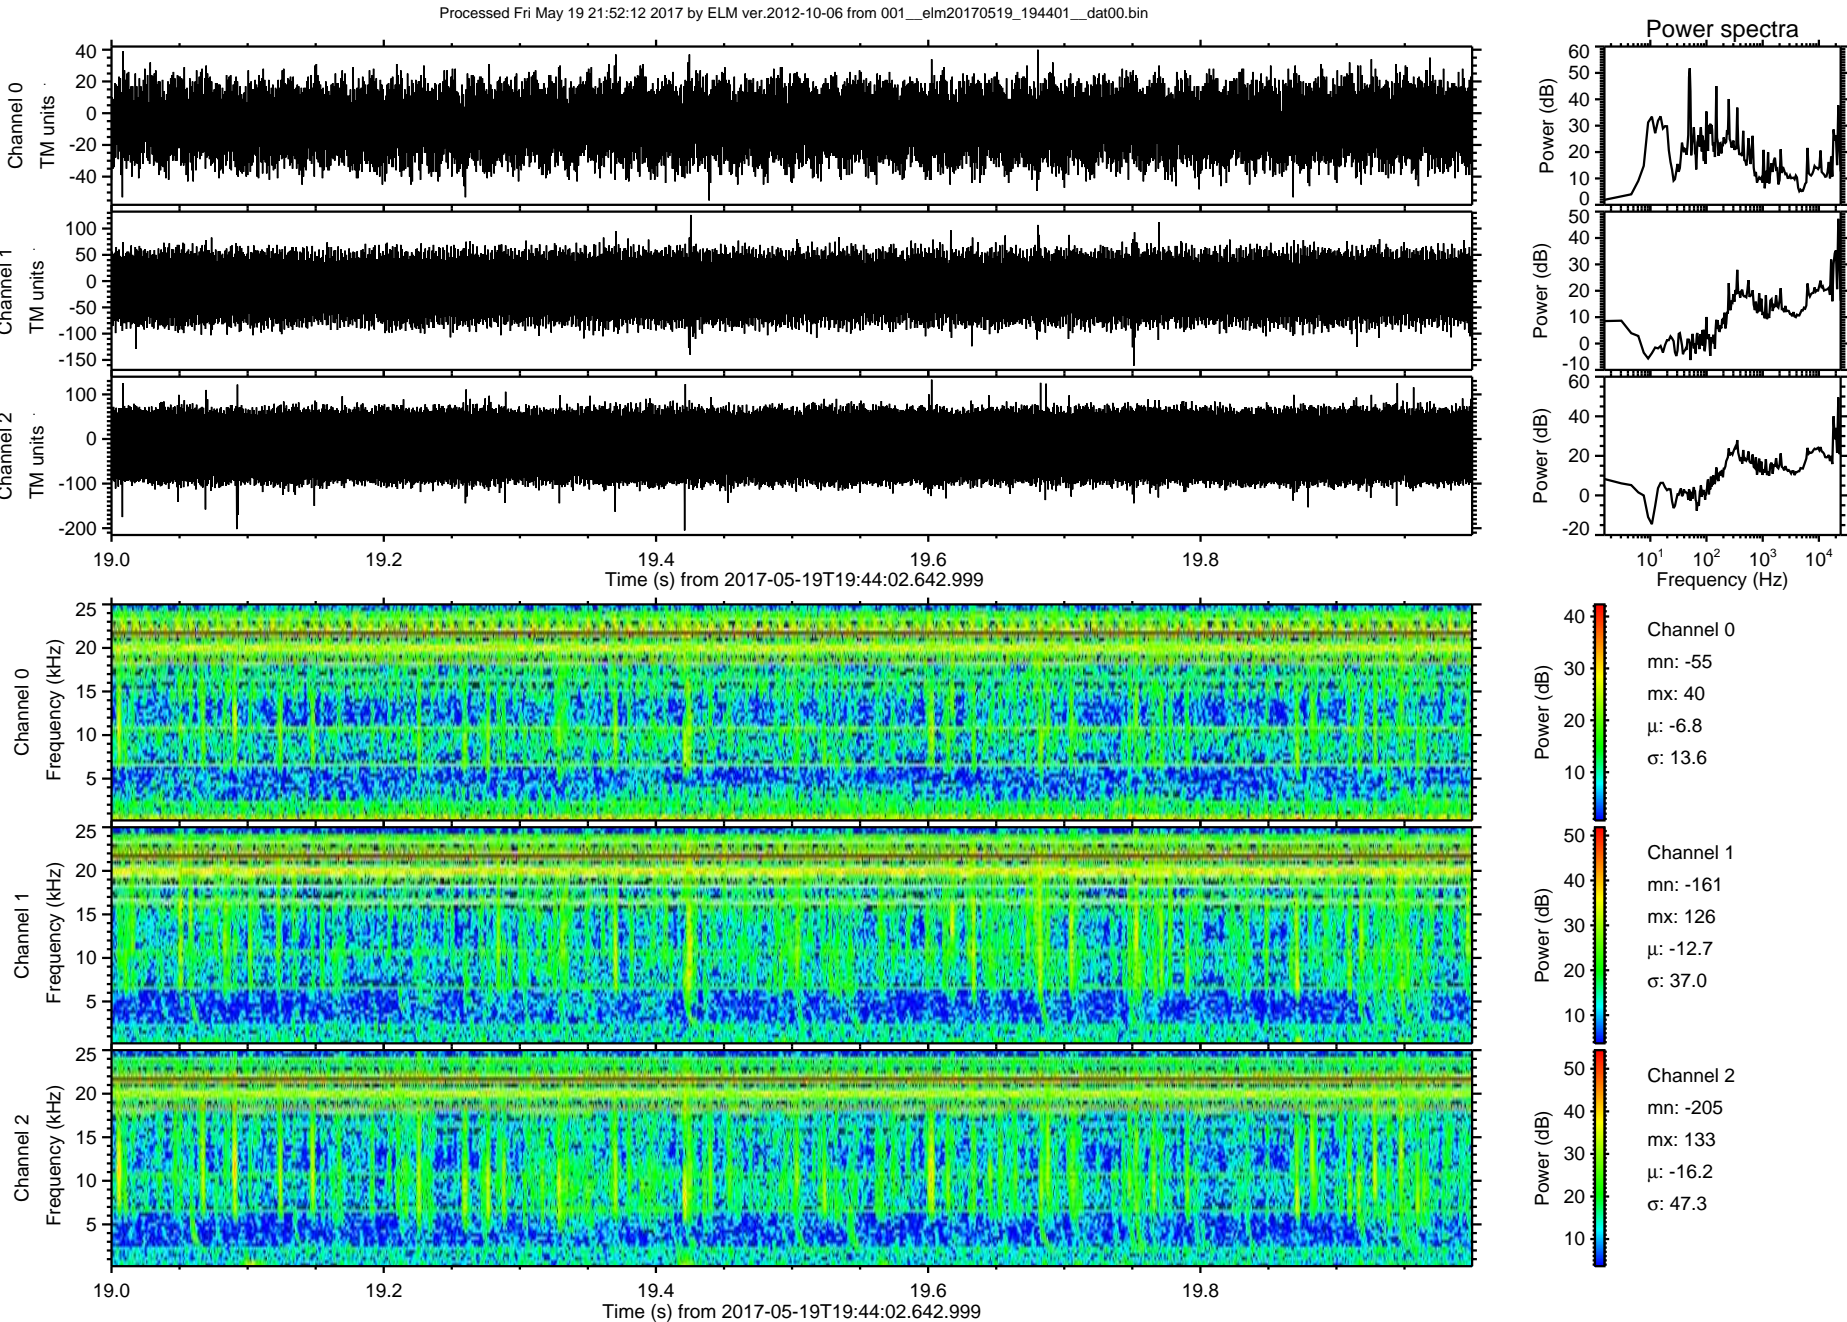 Processed Fri May 19 21:52:12 2017 by ELM ver.2012-10-06 from 001__elm20170519_194401__dat00.bin
Power spectra
Channel 0
TM units
40
20
0
-20
-40
Power (dB)
60
50
40
30
20
10
0
Channel 1
TM units
100
50
0
-50
-100
-150
Power (dB)
50
40
30
20
10
0
-10
Channel 2
TM units
100
0
-100
-200
Power (dB)
60
40
20
0
-20
19.0 19.2 19.4 19.6 19.8
Time (s) from 2017-05-19T19:44:02.642.999
10¹ 10² 10³ 10⁴
Frequency (Hz)
Channel 0
Frequency (kHz)
25
20
15
10
5
Power (dB)
40
30
20
10
Channel 0
mn: -55
mx: 40
μ: -6.8
σ: 13.6
Channel 1
Frequency (kHz)
25
20
15
10
5
Power (dB)
50
40
30
20
10
Channel 1
mn: -161
mx: 126
μ: -12.7
σ: 37.0
Channel 2
Frequency (kHz)
25
20
15
10
5
Power (dB)
50
40
30
20
10
Channel 2
mn: -205
mx: 133
μ: -16.2
σ: 47.3
19.0 19.2 19.4 19.6 19.8
Time (s) from 2017-05-19T19:44:02.642.999